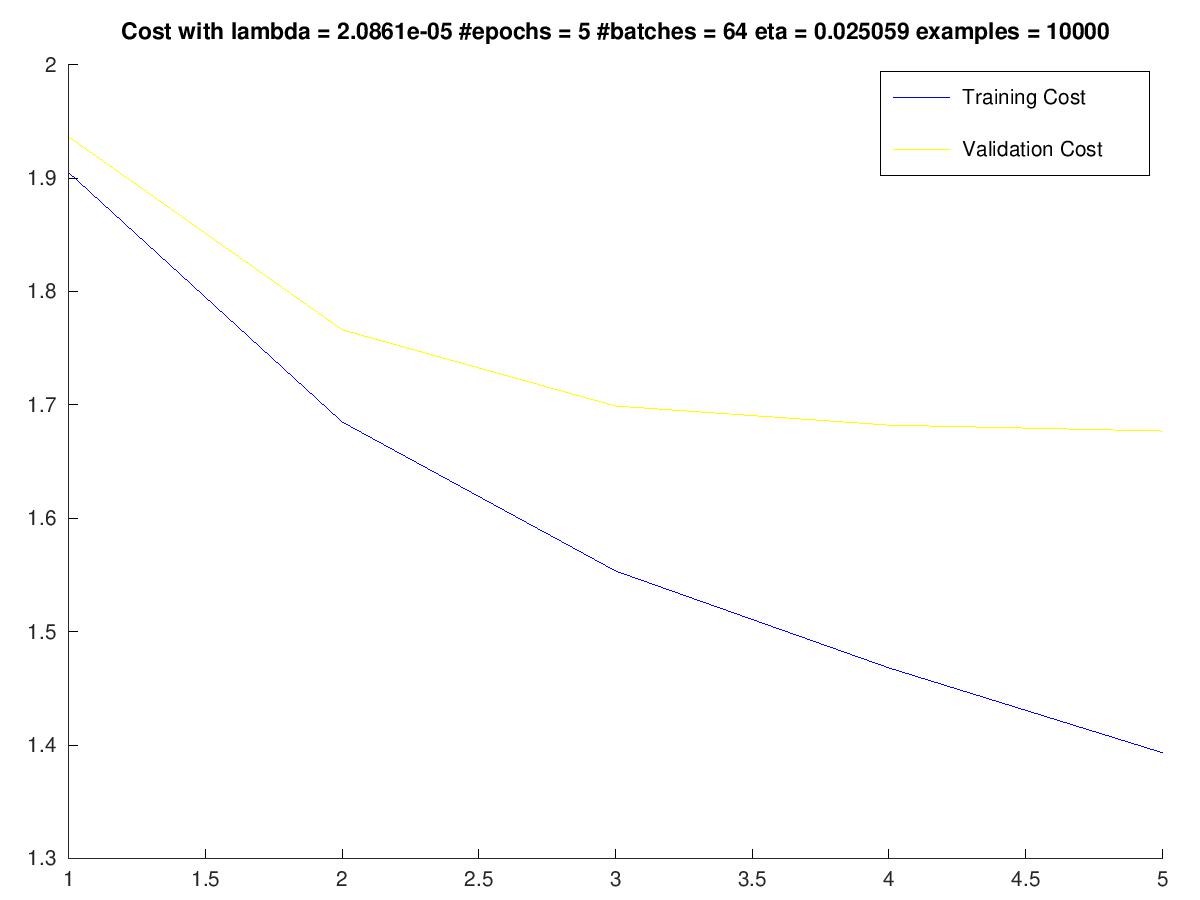 Cost with lambda = 2.0861e-05 #epochs = 5 #batches = 64 eta = 0.025059 examples = 10000
2
Training Cost
Validation Cost
1.9
1.8
1.7
1.6
1.5
1.4
1.3
1 1.5 2 2.5 3 3.5 4 4.5 5